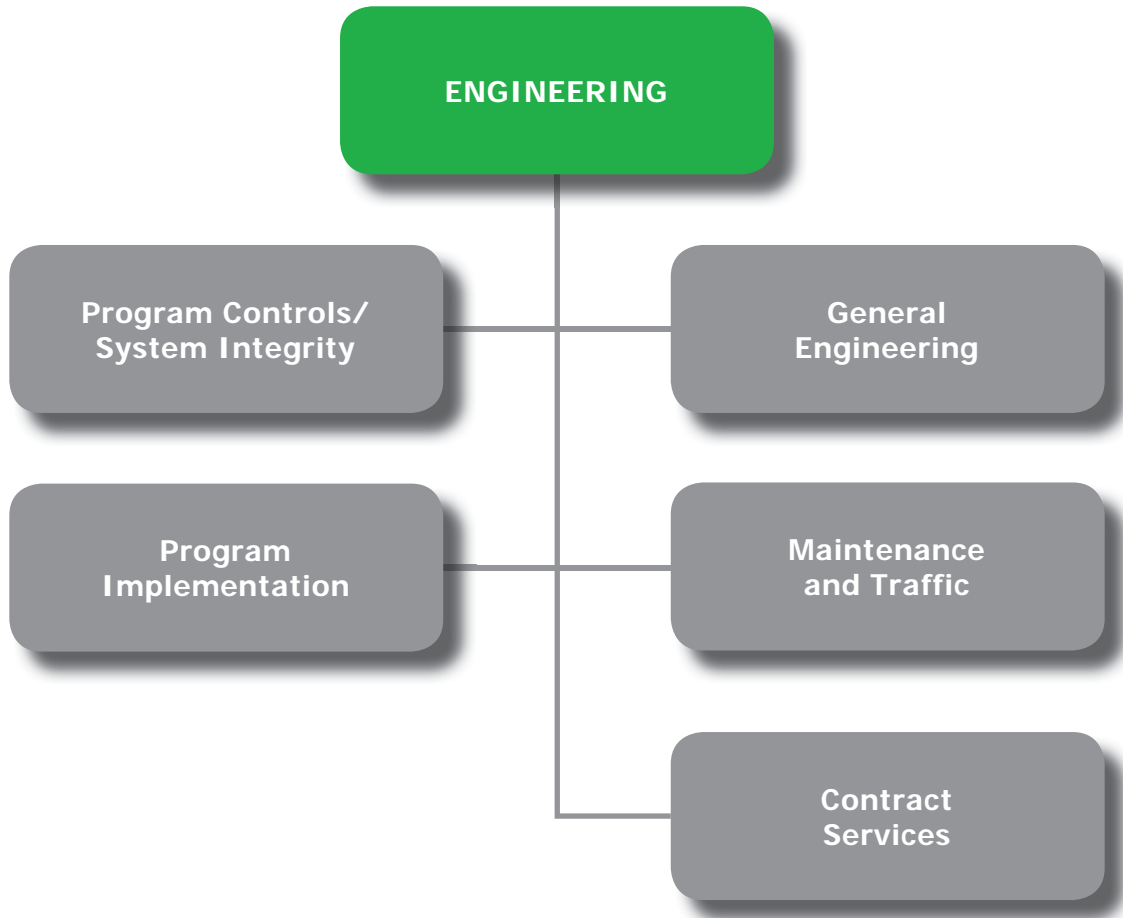 ENGINEERING
Program Controls/
System Integrity
General
Engineering
Program
Implementation
Maintenance
and Traffic
Contract
Services